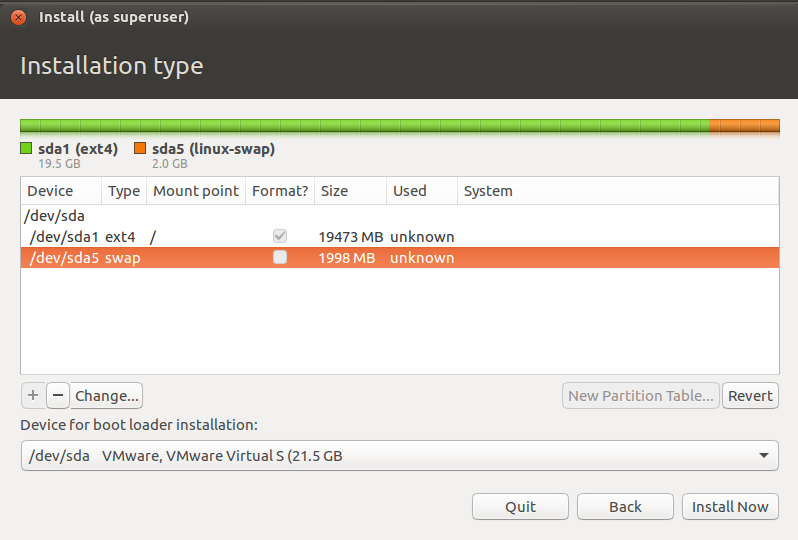 Install (as superuser)
Installation type
sda1 (ext4) sda5 (linux-swap)
19.5 GB 2.0 GB
Device Type Mount point Format? Size Used System
/dev/sda
/dev/sda1 ext4 / 19473 MB unknown
/dev/sda5 swap 1998 MB unknown
+ − Change... New Partition Table... Revert
Device for boot loader installation:
/dev/sda VMware, VMware Virtual S (21.5 GB
Quit Back Install Now